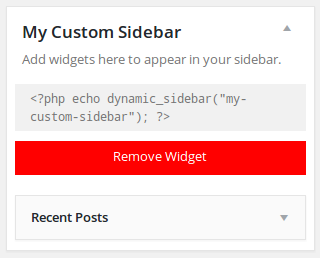 My Custom Sidebar
Add widgets here to appear in your sidebar.
<?php echo dynamic_sidebar("my-
custom-sidebar"); ?>
Remove Widget
Recent Posts